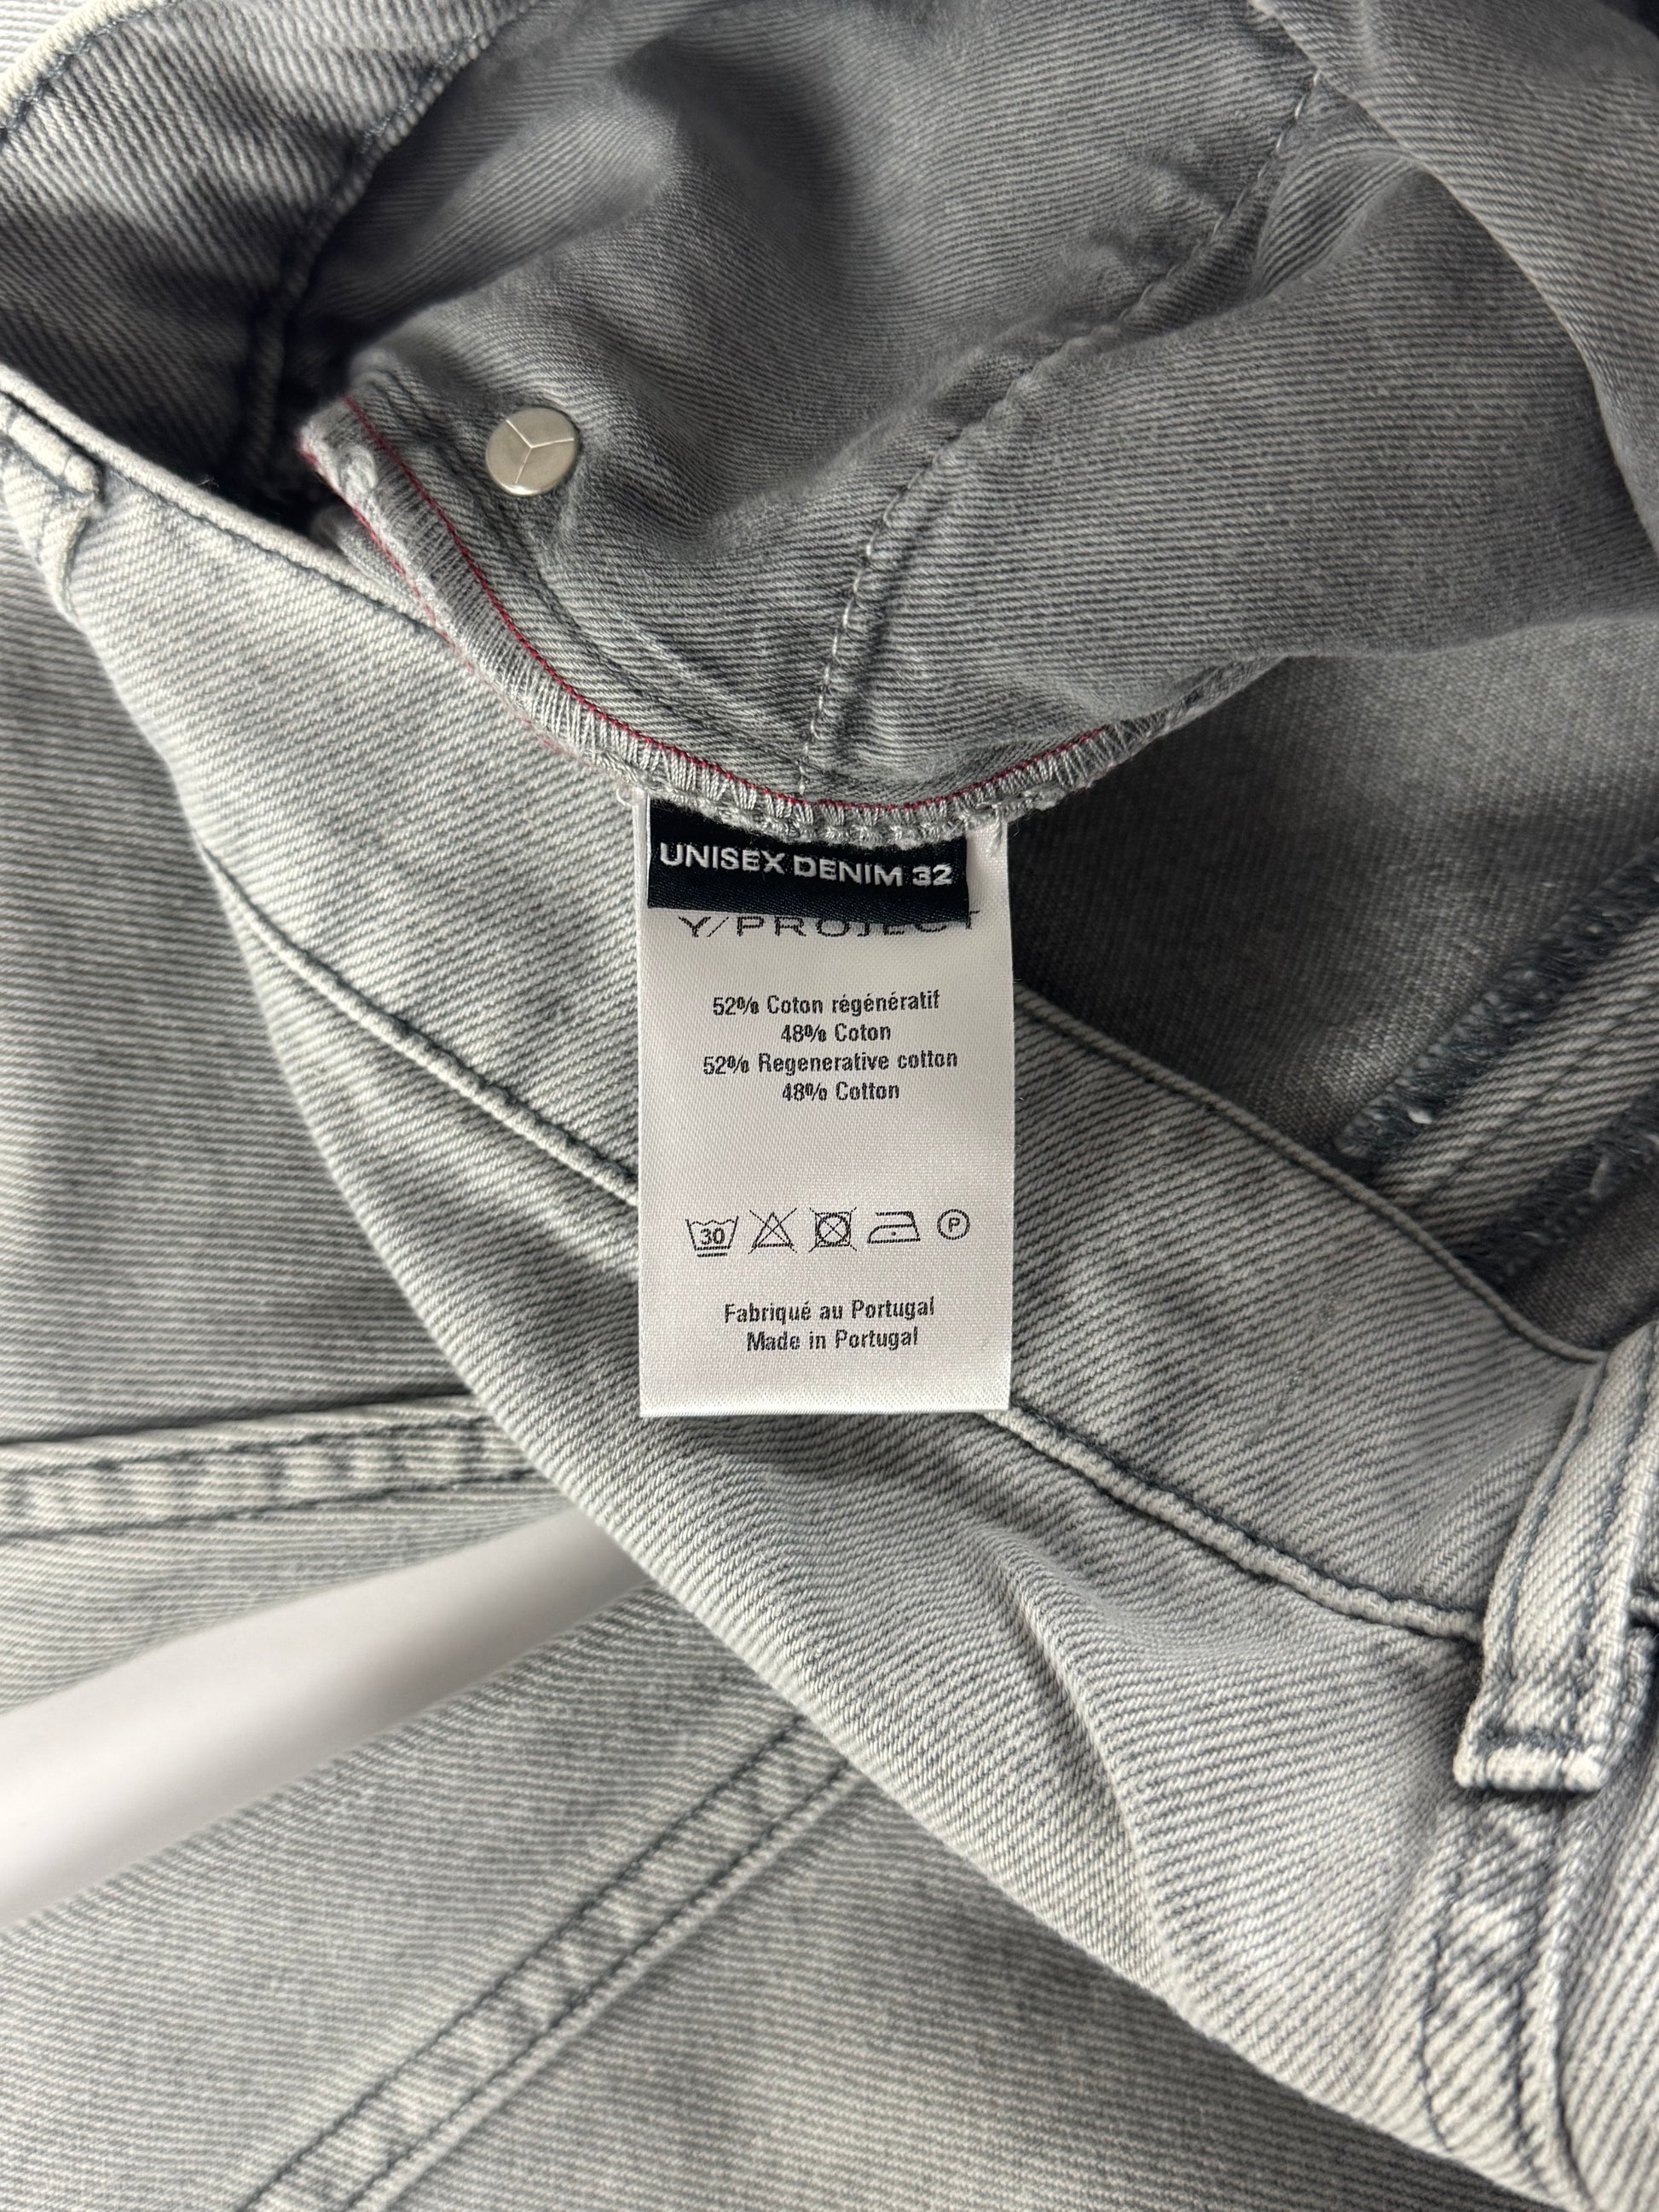 UNISEX DENIM 32
Y/PROJECT
52% Coton régénératif
48% Coton
52% Regenerative cotton
48% Cotton
30 P
Fabriqué au Portugal
Made in Portugal